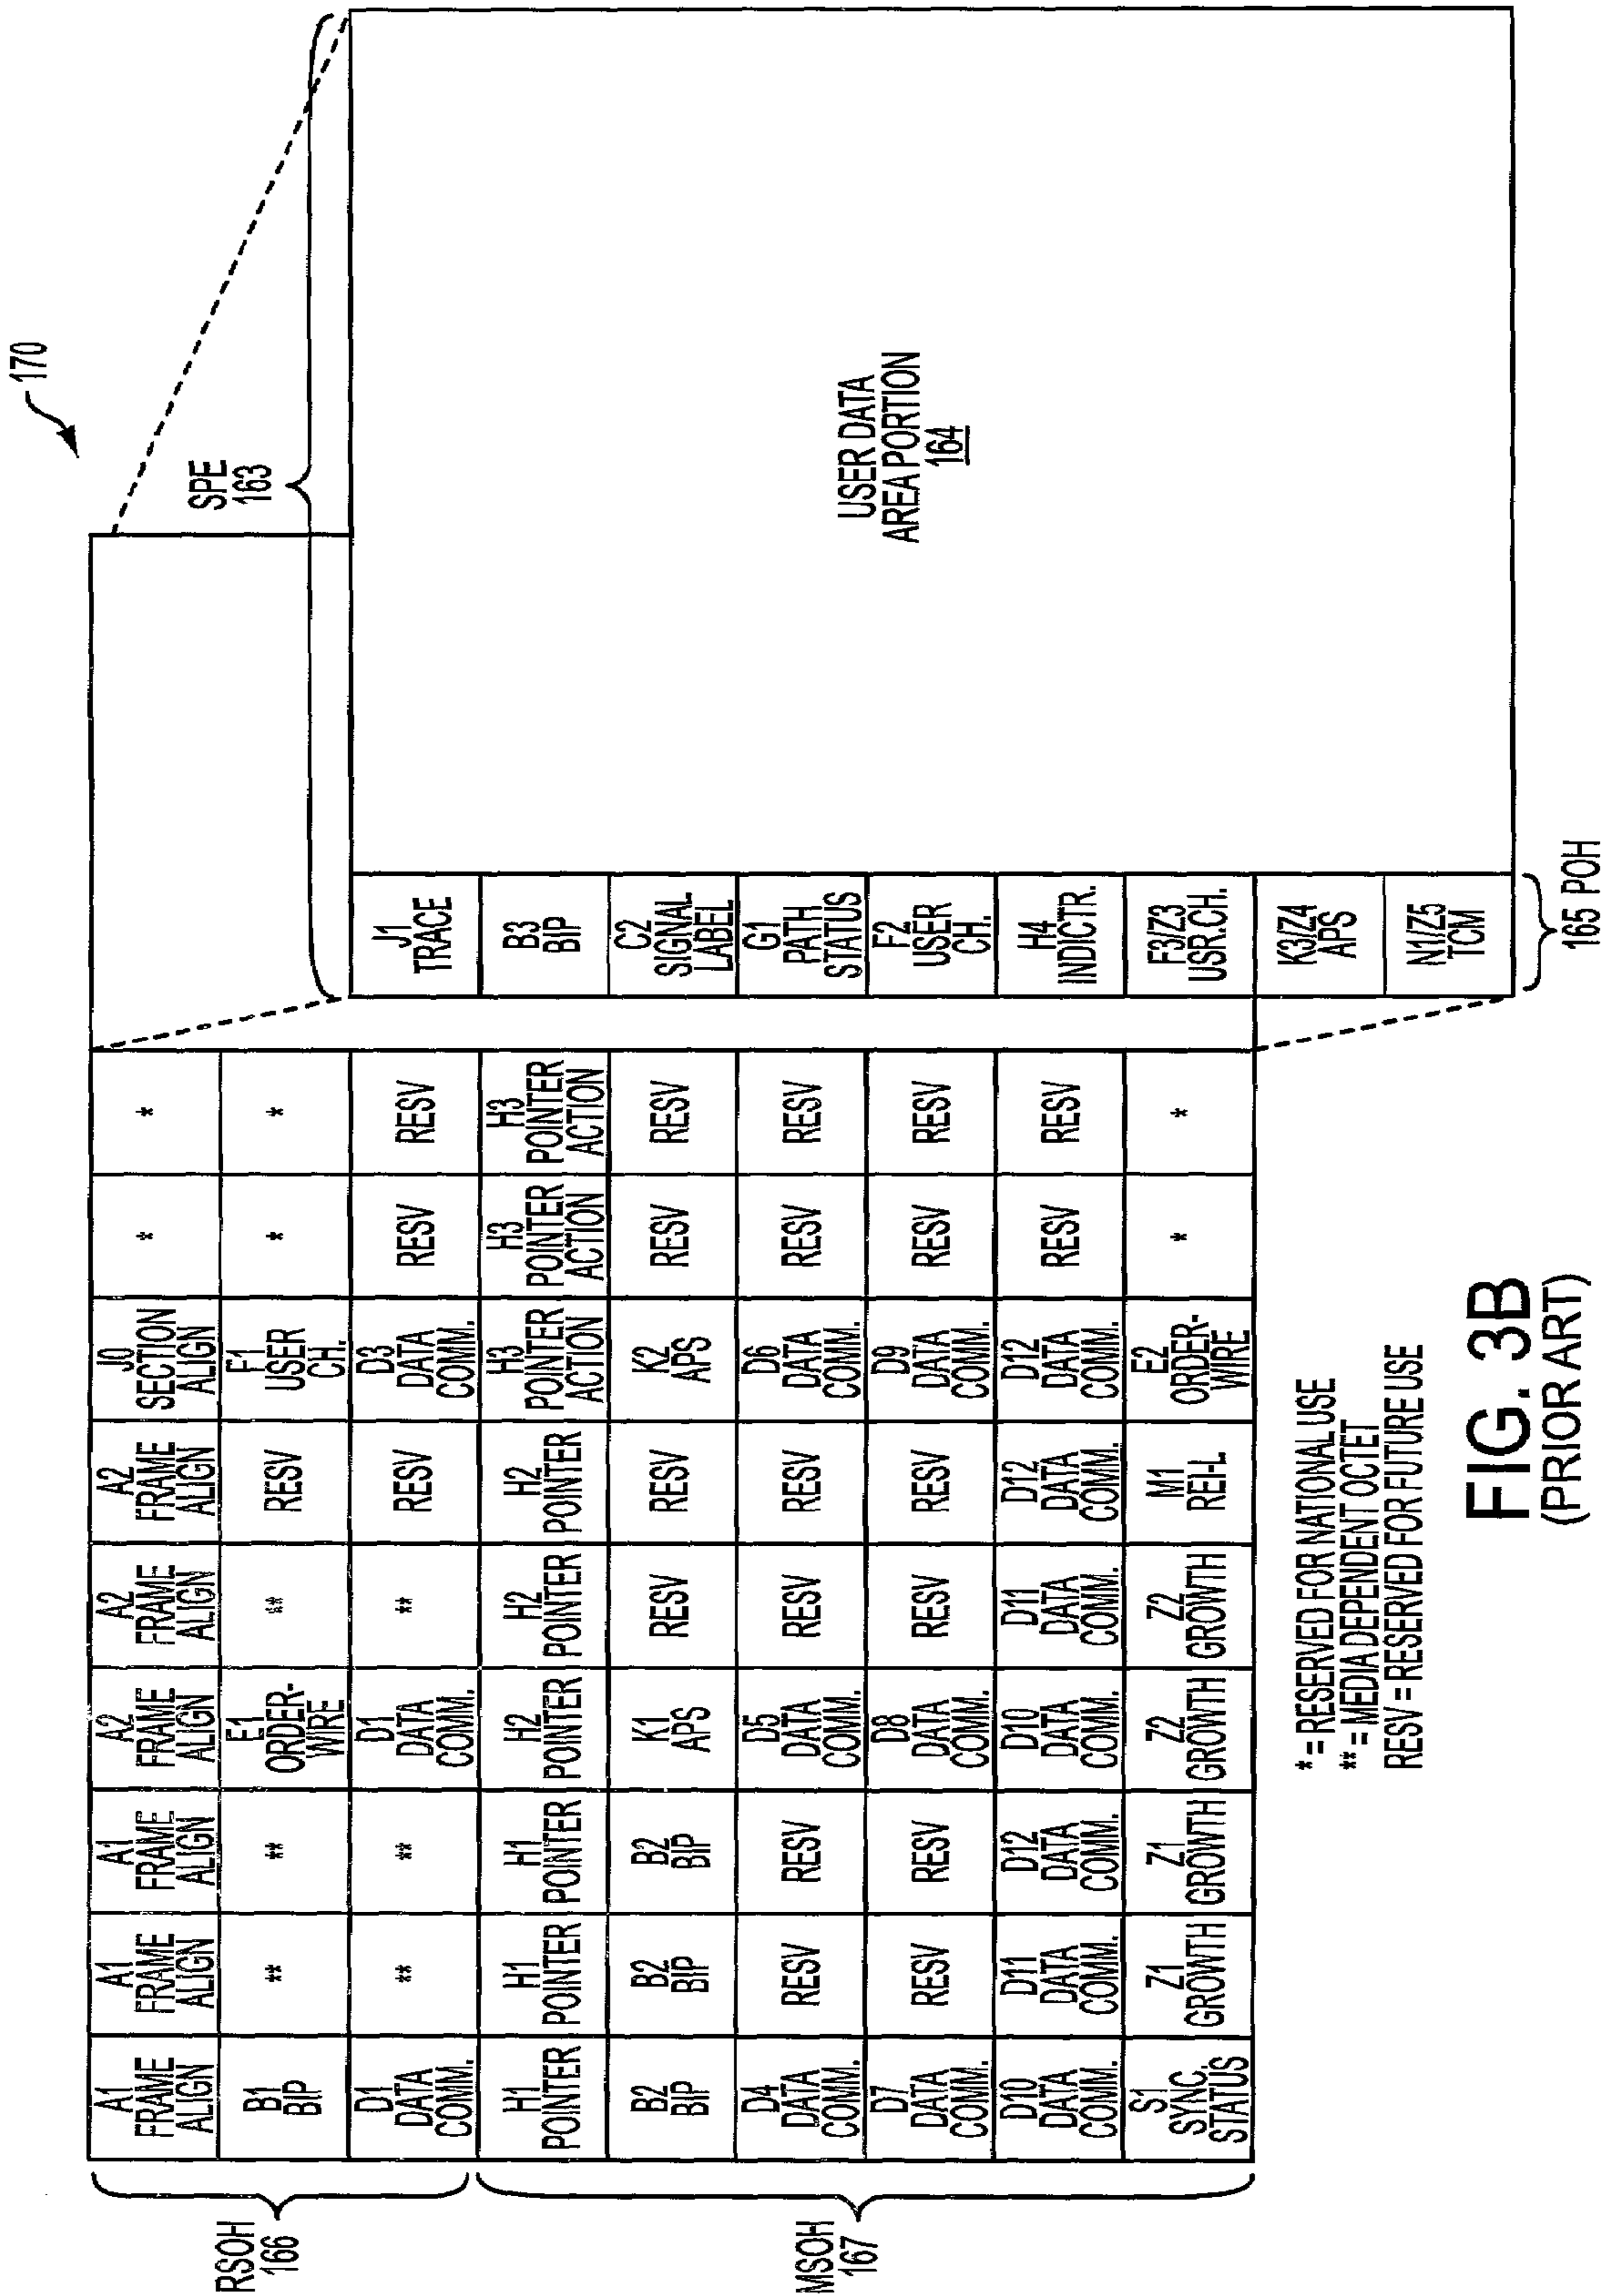 170
SPE
163
RSOH
166
A1
FRAME
ALIGN
A1
FRAME
ALIGN
A1
FRAME
ALIGN
A2
FRAME
ALIGN
A2
FRAME
ALIGN
A2
FRAME
ALIGN
J0
SECTION
ALIGN
*
*
B1
BIP
**
**
E1
ORDER-
WIRE
**
RESV
F1
USER
CH.
*
*
D1
DATA
COMM.
**
**
D1
DATA
COMM.
**
RESV
D3
DATA
COMM.
RESV
RESV
MSOH
167
H1
POINTER
H1
POINTER
H1
POINTER
H2
POINTER
H2
POINTER
H2
POINTER
H3
POINTER
ACTION
H3
POINTER
ACTION
H3
POINTER
ACTION
B2
BIP
B2
BIP
B2
BIP
K1
APS
RESV
RESV
K2
APS
RESV
RESV
D4
DATA
COMM.
RESV
RESV
D5
DATA
COMM.
RESV
RESV
D6
DATA
COMM.
RESV
RESV
D7
DATA
COMM.
RESV
RESV
D8
DATA
COMM.
RESV
RESV
D9
DATA
COMM.
RESV
RESV
D10
DATA
COMM.
D11
DATA
COMM.
D12
DATA
COMM.
D10
DATA
COMM.
D11
DATA
COMM.
D12
DATA
COMM.
D12
DATA
COMM.
RESV
RESV
S1
SYNC.
STATUS
Z1
GROWTH
Z1
GROWTH
Z2
GROWTH
Z2
GROWTH
M1
REI-L
E2
ORDER-
WIRE
*
*
J1
TRACE
B3
BIP
C2
SIGNAL
LABEL
G1
PATH
STATUS
F2
USER
CH.
H4
INDICTR.
F3/Z3
USR.CH.
K3/Z4
APS
N1/Z5
TCM
165 POH
USER DATA
AREA PORTION
164
* = RESERVED FOR NATIONAL USE
** = MEDIA DEPENDENT OCTET
RESV = RESERVED FOR FUTURE USE
FIG. 3B
(PRIOR ART)